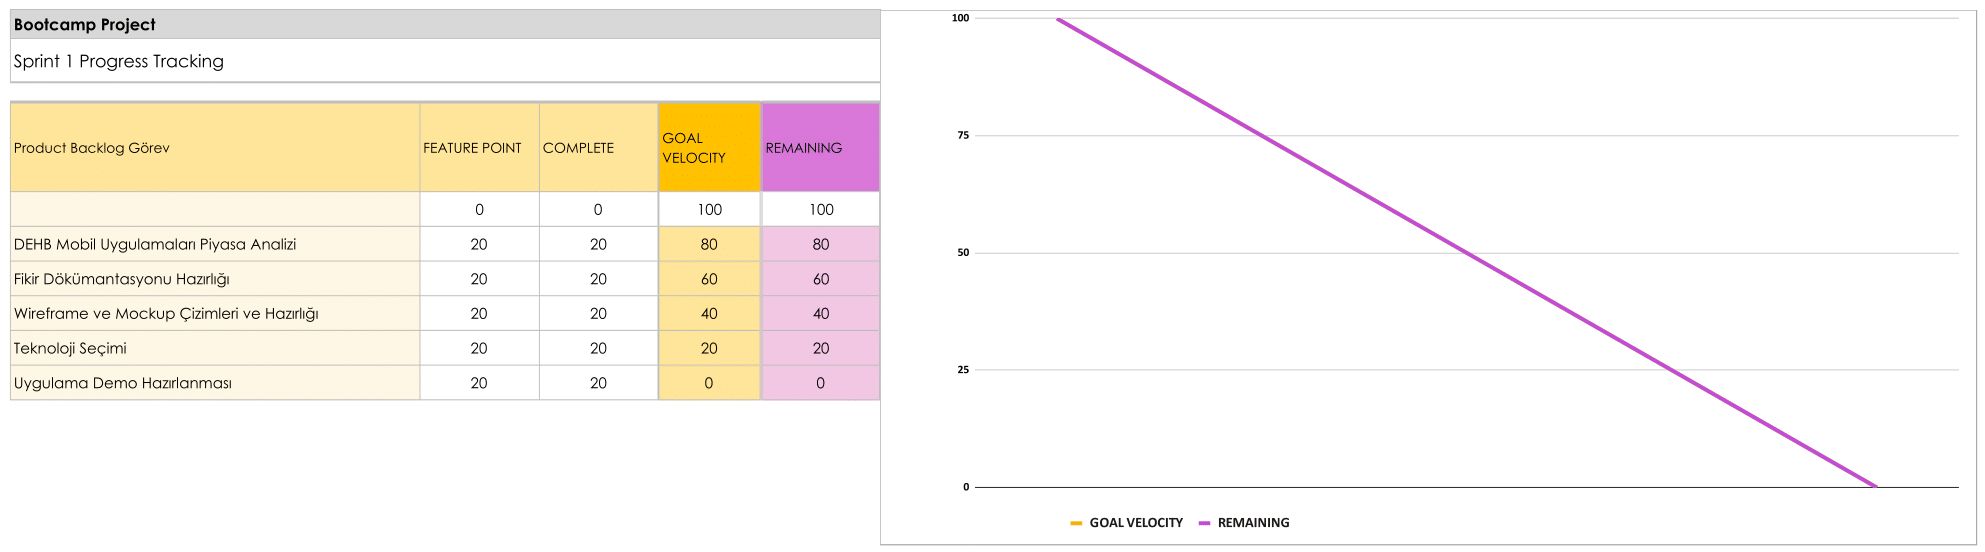 Bootcamp Project
Sprint 1 Progress Tracking
Product Backlog Görev FEATURE POINT COMPLETE GOAL VELOCITY REMAINING
0 0 100 100
DEHB Mobil Uygulamaları Piyasa Analizi 20 20 80 80
Fikir Dökümantasyonu Hazırlığı 20 20 60 60
Wireframe ve Mockup Çizimleri ve Hazırlığı 20 20 40 40
Teknoloji Seçimi 20 20 20 20
Uygulama Demo Hazırlanması 20 20 0 0
100
75
50
25
0
GOAL VELOCITY REMAINING